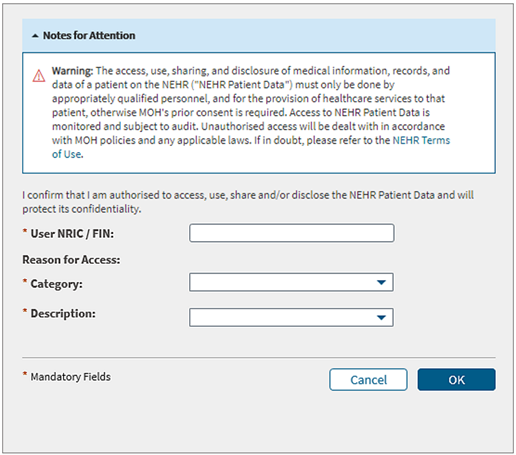 Notes for Attention
Warning: The access, use, sharing, and disclosure of medical information, records, and
data of a patient on the NEHR ("NEHR Patient Data") must only be done by
appropriately qualified personnel, and for the provision of healthcare services to that
patient, otherwise MOH's prior consent is required. Access to NEHR Patient Data is
monitored and subject to audit. Unauthorised access will be dealt with in accordance
with MOH policies and any applicable laws. If in doubt, please refer to the NEHR Terms
of Use.
I confirm that I am authorised to access, use, share and/or disclose the NEHR Patient Data and will
protect its confidentiality.
* User NRIC / FIN:
Reason for Access:
* Category:
* Description:
* Mandatory Fields
Cancel
OK